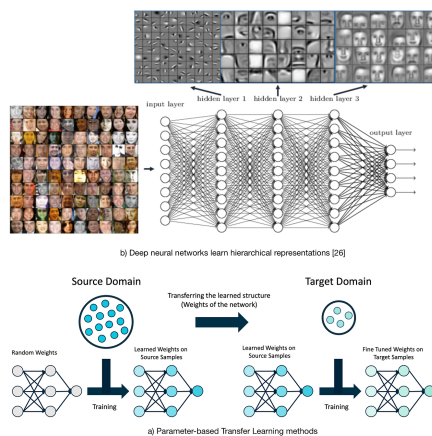 hidden layer 1 hidden layer 2 hidden layer 3
input layer
output layer
b) Deep neural networks learn hierarchical representations [26]
Source Domain
Target Domain
Transferring the learned structure
(Weights of the network)
Random Weights
Learned Weights on
Source Samples
Learned Weights on
Source Samples
Fine Tuned Weights on
Target Samples
Training
Training
a) Parameter-based Transfer Learning methods